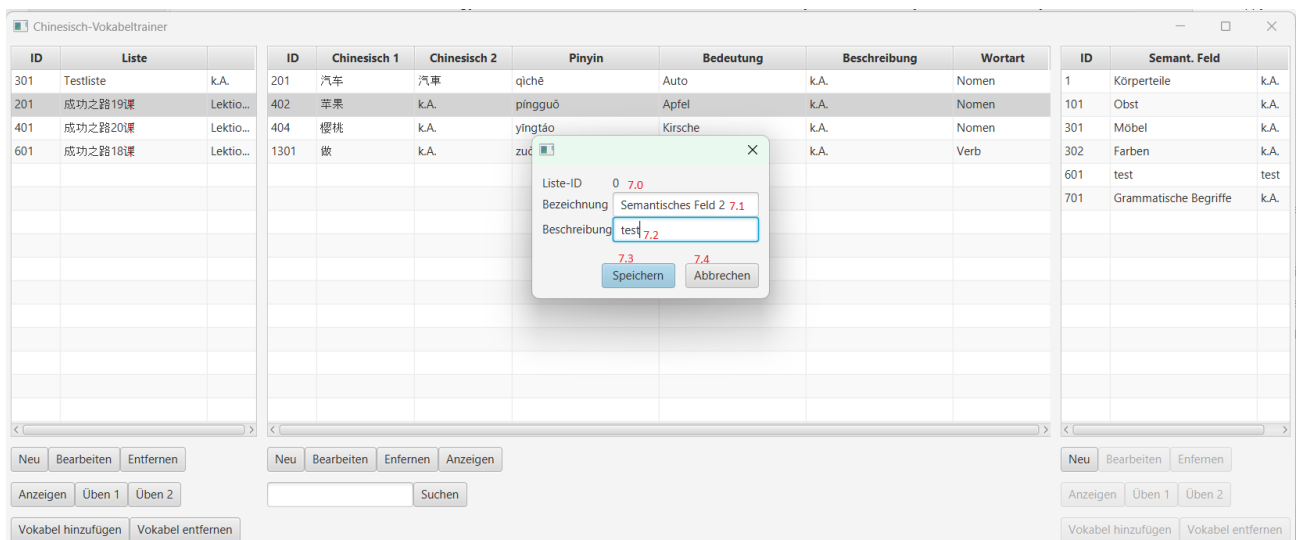 Chinesisch-Vokabeltrainer
ID Liste
301 Testliste k.A.
201 成功之路19课 Lektio...
401 成功之路20课 Lektio...
601 成功之路18课 Lektio...
Neu Bearbeiten Entfernen
Anzeigen Üben 1 Üben 2
Vokabel hinzufügen Vokabel entfernen
ID Chinesisch 1 Chinesisch 2 Pinyin Bedeutung Beschreibung Wortart
201 汽车 汽車 qìchē Auto k.A. Nomen
402 苹果 k.A. píngguǒ Apfel k.A. Nomen
404 樱桃 k.A. yīngtáo Kirsche k.A. Nomen
1301 做 k.A. k.A. Verb
Neu Bearbeiten Enfernen Anzeigen
Suchen
Liste-ID 0 7.0
Bezeichnung Semantisches Feld 2 7.1
Beschreibung test 7.2
7.3 7.4
Speichern Abbrechen
ID Semant. Feld
1 Körperteile k.A.
101 Obst k.A.
301 Möbel k.A.
302 Farben k.A.
601 test test
701 Grammatische Begriffe k.A.
Neu Bearbeiten Enfernen
Anzeigen Üben 1 Üben 2
Vokabel hinzufügen Vokabel entfernen